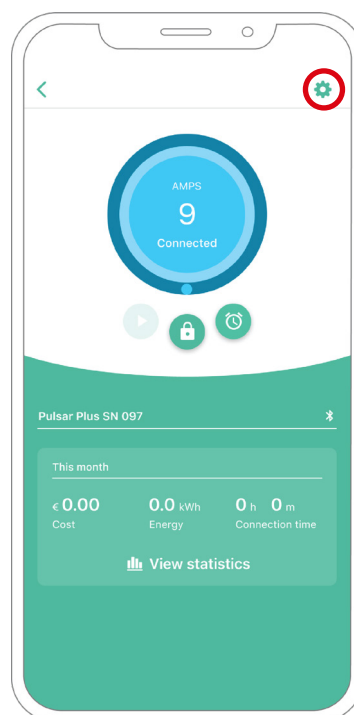 AMPS
9
Connected
Pulsar Plus SN 097
This month
€ 0.00 0.0 kWh 0 h 0 m
Cost Energy Connection time
View statistics